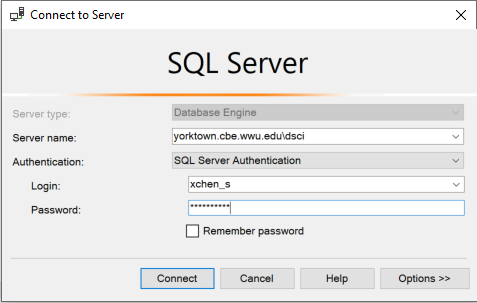 Connect to Server
SQL Server
Server type: Database Engine
Server name: yorktown.cbe.wwu.edu\dsci
Authentication: SQL Server Authentication
Login: xchen_s
Password: **********
Remember password
Connect Cancel Help Options >>